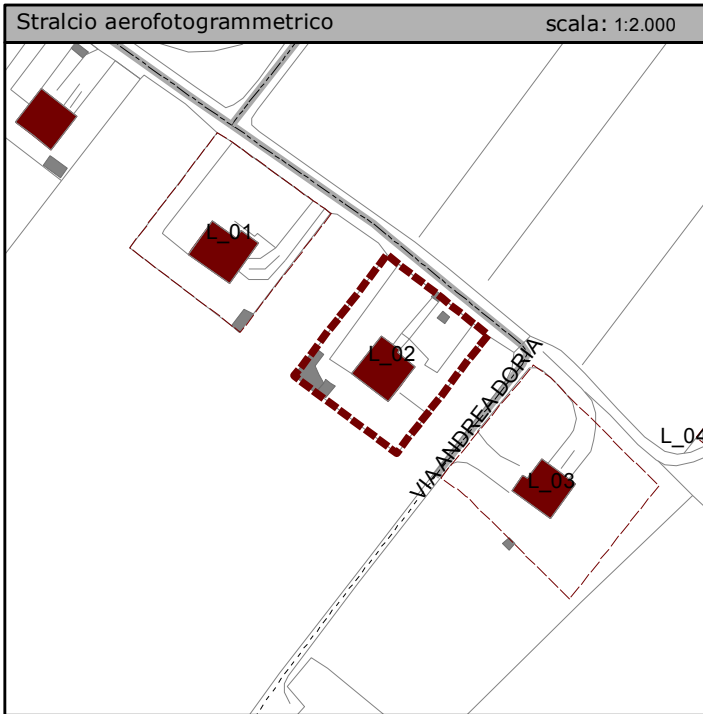 Stralcio aerofotogrammetrico scala: 1:2.000
L_01
L_02
VIA ANDREA DORIA
L_04
L_03